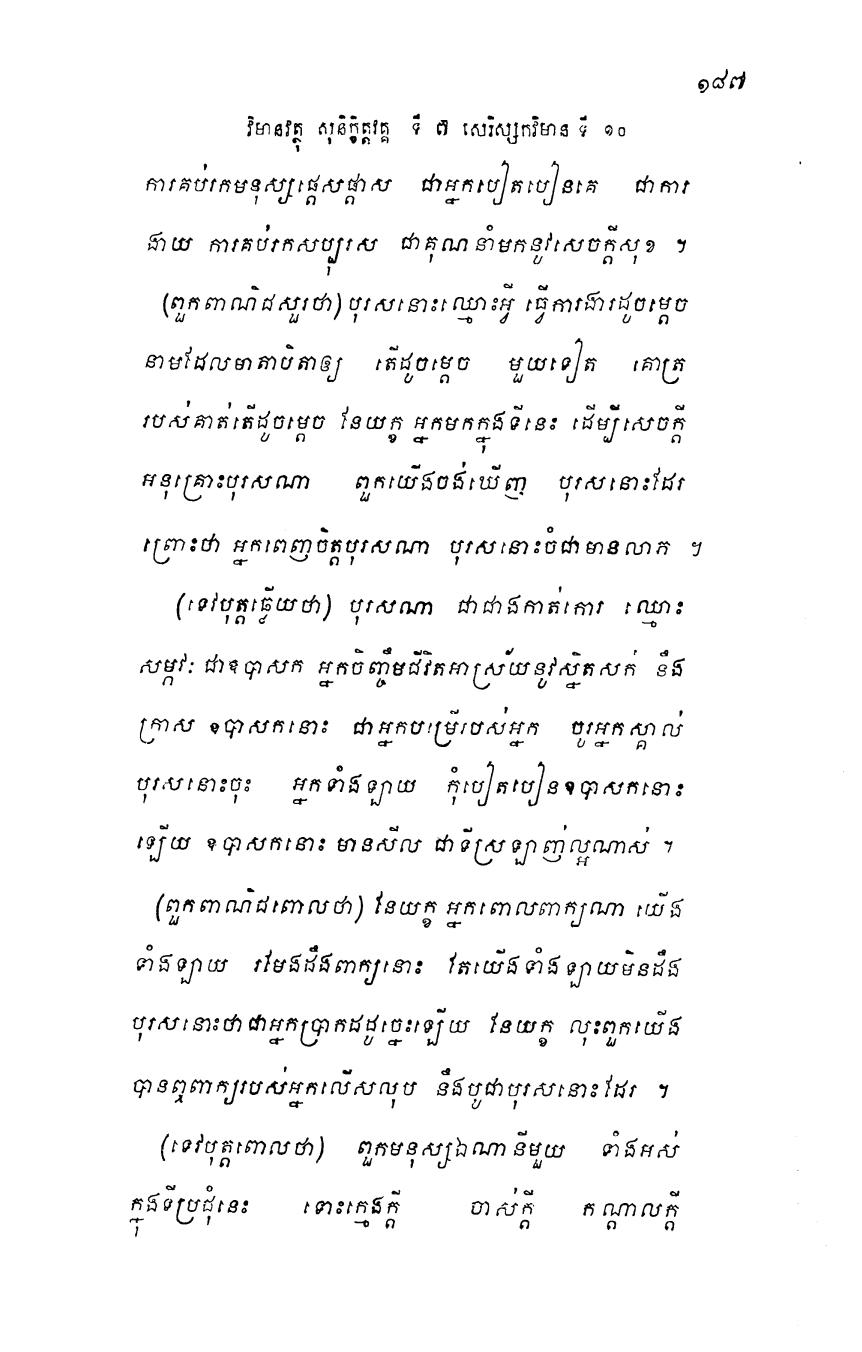 ១៨៧
វិមានវត្ថុ សុនិក្ខិត្តវគ្គ ទី ៧ សេរិស្សកវិមាន ទី ១០
ការគប់រកមនុស្សផ្តេសផ្តាស ជាអ្នកបៀតបៀនគេ ជាការ
ងាយ ការគប់រកសប្បុរស ជាគុណនាំមកនូវសេចក្តីសុខ ។
(ពួកពាណិជសួរថា) បុរសនោះឈ្មោះអ្វី ធ្វើការងារដូចម្តេច
នាមដែលមាតាបិតាឲ្យ តើដូចម្តេច មួយទៀត គោត្រ
របស់គាត់តើដូចម្តេច នែយក្ខ អ្នកមកក្នុងទីនេះ ដើម្បីសេចក្តី
អនុគ្រោះបុរសណា ពួកយើងចង់ឃើញ បុរសនោះដែរ
ព្រោះថា អ្នកពេញចិត្តបុរសណា បុរសនោះចំជាមានលាភ ។
(ទេវបុត្តឆ្លើយថា) បុរសណា ជាជាងកាត់កោរ ឈ្មោះ
សម្ភវៈ ជាឧបាសក អ្នកចិញ្ចឹមជីវិតអាស្រ័យនូវស្និតសក់ នឹង
ក្រាស ឧបាសកនោះ ជាអ្នកបម្រើរបស់អ្នក ចូរអ្នកស្គាល់
បុរសនោះចុះ អ្នកទាំងឡាយ កុំបៀតបៀនឧបាសកនោះ
ឡើយ ឧបាសកនោះ មានសីល ជាទីស្រឡាញ់ល្អណាស់ ។
(ពួកពាណិជពោលថា) នែយក្ខ អ្នកពោលពាក្យណា យើង
ទាំងឡាយ រមែងដឹងពាក្យនោះ តែយើងទាំងឡាយមិនដឹង
បុរសនោះថាជាអ្នកប្រាកដដូច្នេះឡើយ នែយក្ខ លុះពួកយើង
បានឮពាក្យរបស់អ្នកលើសលុប នឹងបូជាបុរសនោះដែរ ។
(ទេវបុត្តពោលថា) ពួកមនុស្សឯណានីមួយ ទាំងអស់
ក្នុងទីប្រជុំនេះ ទោះក្មេងក្តី ចាស់ក្តី កណ្តាលក្តី